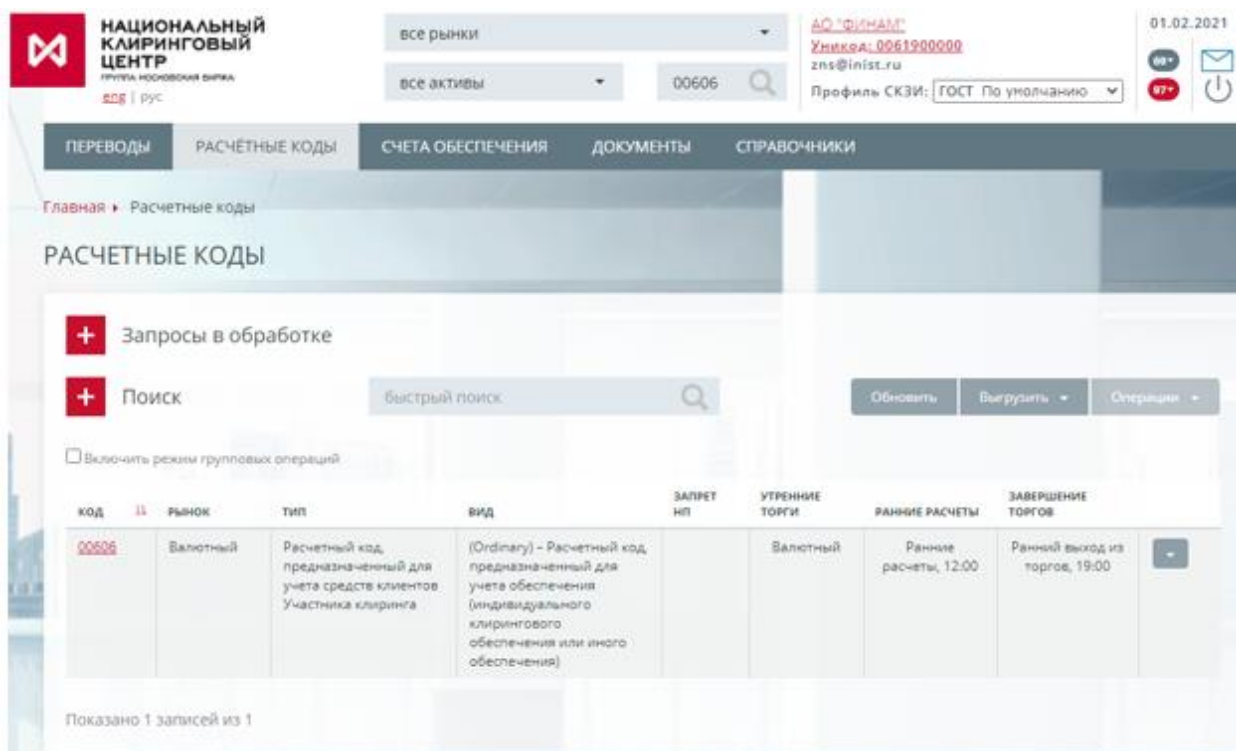 НАЦИОНАЛЬНЫЙ
КЛИРИНГОВЫЙ
ЦЕНТР
ГРУППА МОСКОВСКАЯ БИРЖА
eng | рус
все рынки
все активы
00606
АО "ФИНАМ"
Уникод: 0061900000
zns@inist.ru
Профиль СКЗИ: ГОСТ По умолчанию
01.02.2021
60+
97+
ПЕРЕВОДЫ РАСЧЁТНЫЕ КОДЫ СЧЕТА ОБЕСПЕЧЕНИЯ ДОКУМЕНТЫ СПРАВОЧНИКИ
Главная Расчетные коды
РАСЧЕТНЫЕ КОДЫ
Запросы в обработке
Поиск быстрый поиск Обновить Выгрузить Операции
Включить режим групповых операций
КОД РЫНОК ТИП ВИД ЗАПРЕТ НП УТРЕННИЕ ТОРГИ РАННИЕ РАСЧЕТЫ ЗАВЕРШЕНИЕ ТОРГОВ
00606 Валютный Расчетный код, (Ordinary) – Расчетный код, Валютный Ранние Ранний выход из
предназначенный для предназначенный для расчеты, 12:00 торгов, 19:00
учета средств клиентов учета обеспечения
Участника клиринга (индивидуального
клирингового
обеспечения или иного
обеспечения)
Показано 1 записей из 1